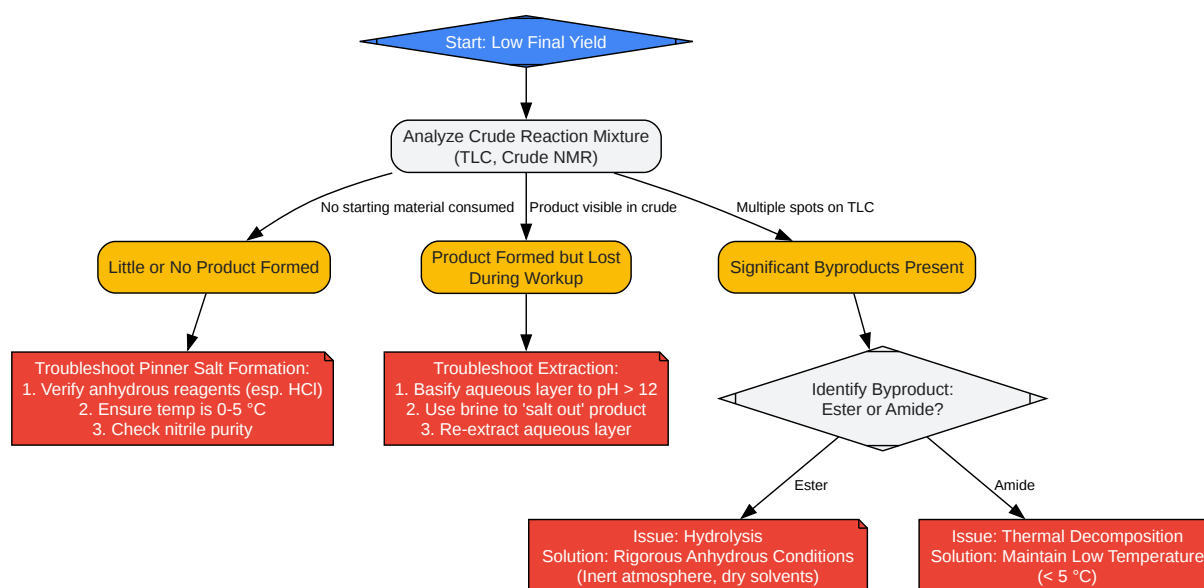 Start: Low Final Yield
Analyze Crude Reaction Mixture
(TLC, Crude NMR)
No starting material consumed
Product visible in crude
Multiple spots on TLC
Little or No Product Formed
Product Formed but Lost
During Workup
Significant Byproducts Present
Troubleshoot Pinner Salt Formation:
1. Verify anhydrous reagents (esp. HCl)
2. Ensure temp is 0-5 °C
3. Check nitrile purity
Troubleshoot Extraction:
1. Basify aqueous layer to pH > 12
2. Use brine to 'salt out' product
3. Re-extract aqueous layer
Identify Byproduct:
Ester or Amide?
Ester
Amide
Issue: Hydrolysis
Solution: Rigorous Anhydrous Conditions
(Inert atmosphere, dry solvents)
Issue: Thermal Decomposition
Solution: Maintain Low Temperature
(< 5 °C)